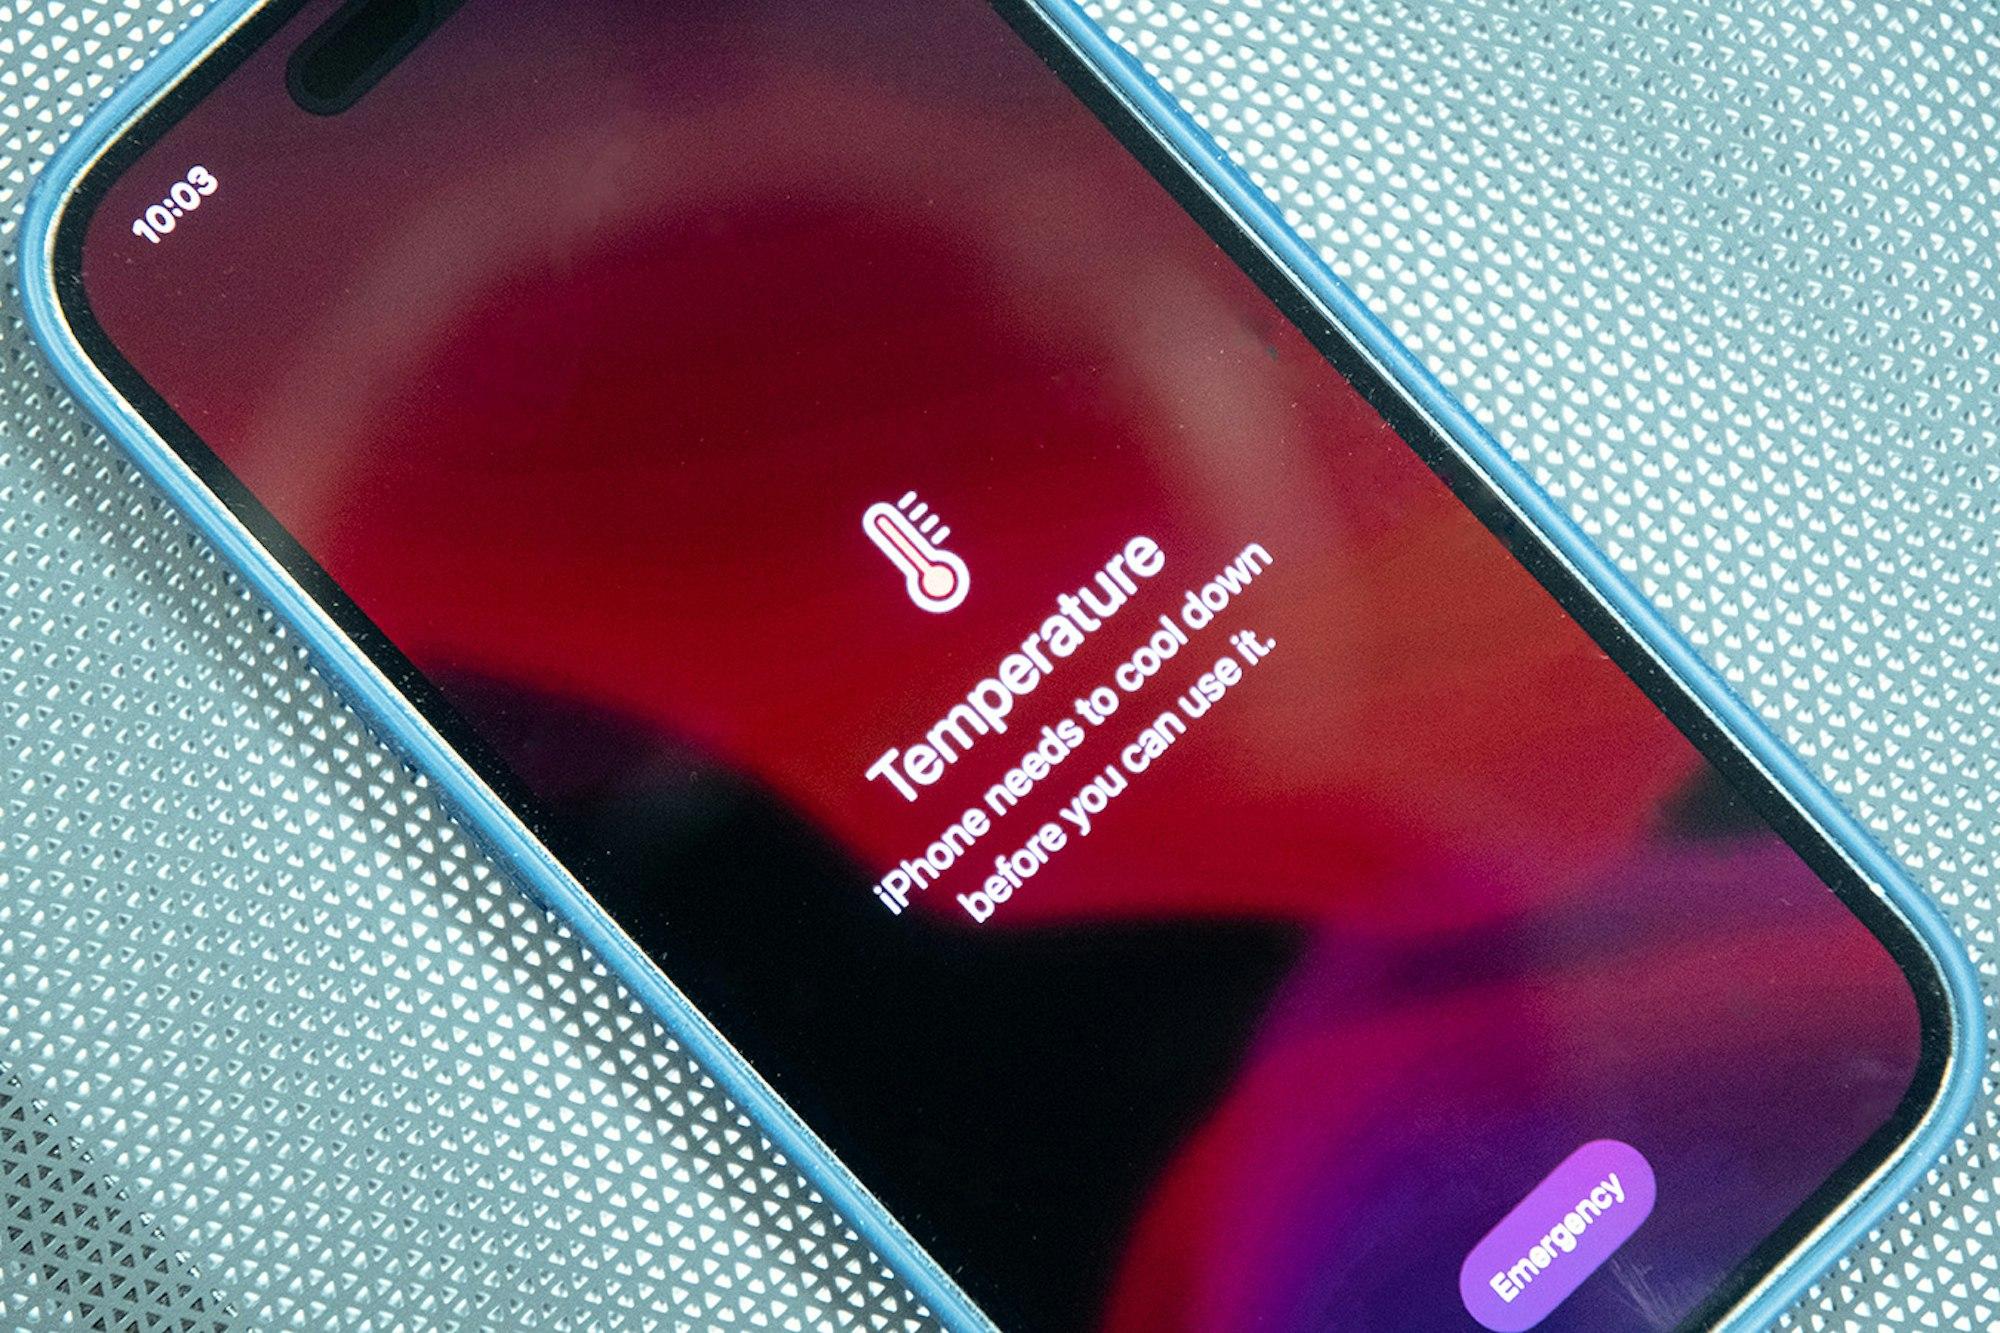 10:03
Temperature
iPhone needs to cool down
before you can use it.
Emergency